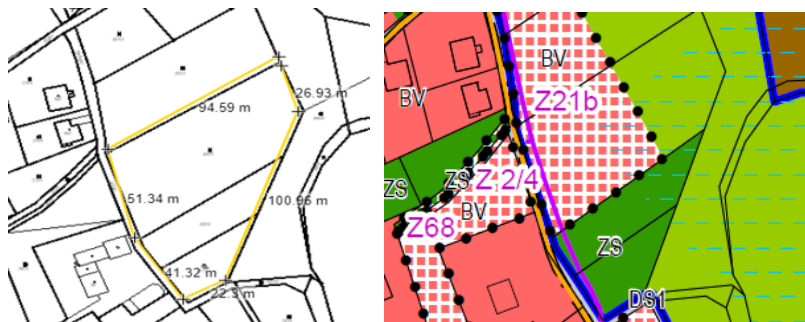 94.59 m
26.93 m
51.34 m
100.96 m
41.32 m
22.3 m
BV
BV
Z21b
ZS
ZS
Z 2/4
BV
Z68
ZS
DS1